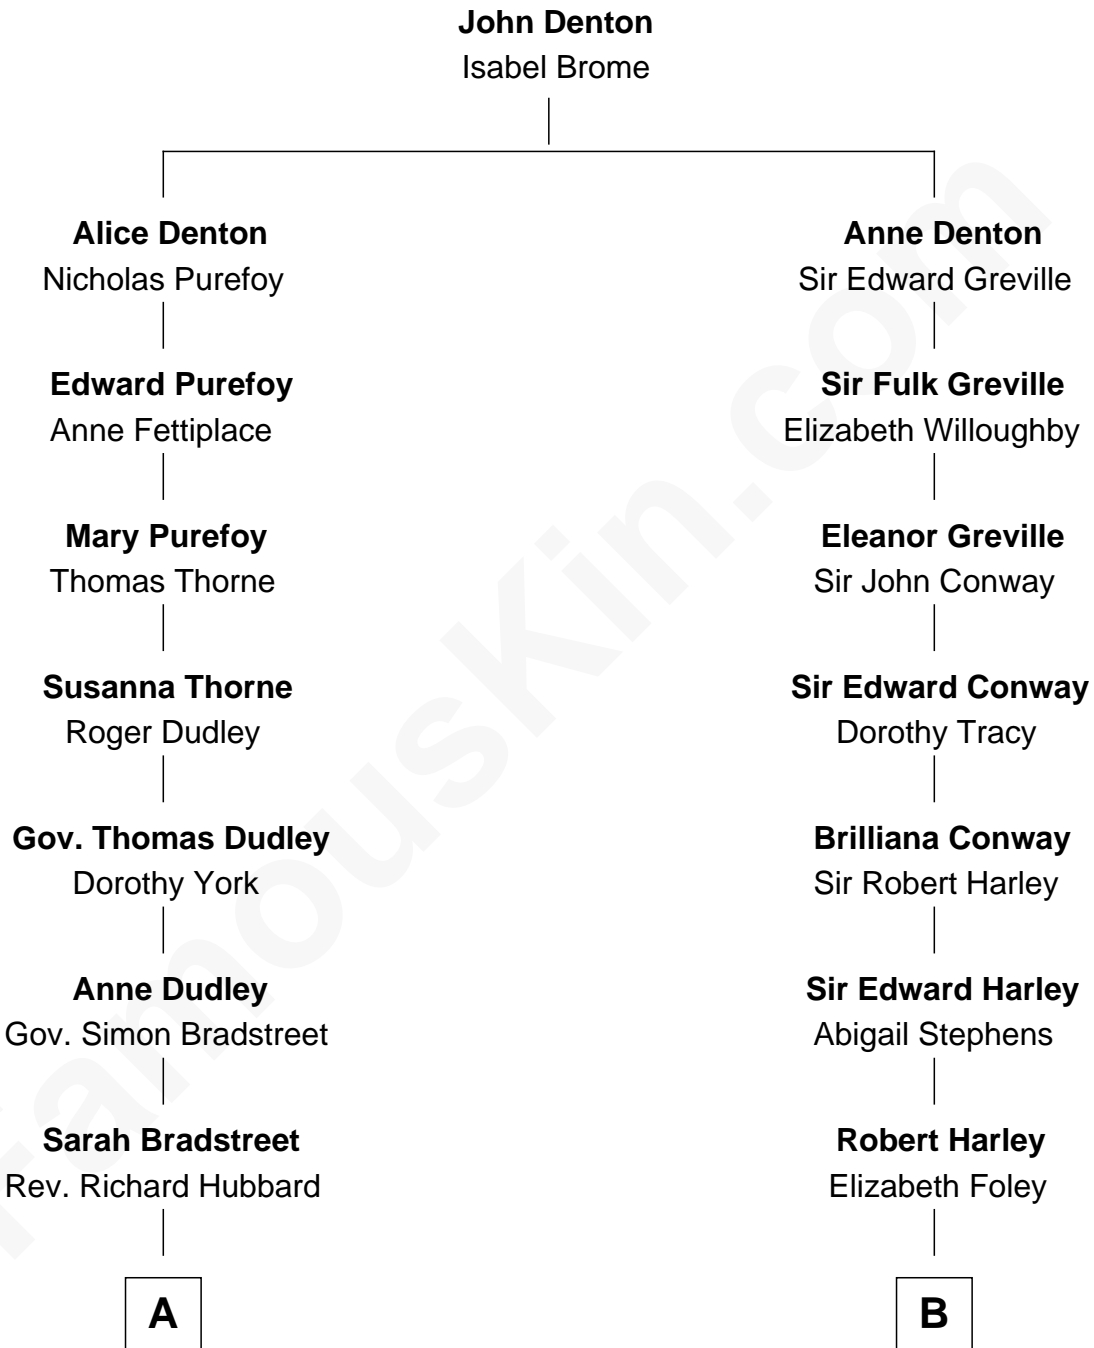 John Denton
Isabel Brome
Alice Denton
Nicholas Purefoy
Anne Denton
Sir Edward Greville
Edward Purefoy
Anne Fettiplace
Sir Fulk Greville
Elizabeth Willoughby
Mary Purefoy
Thomas Thorne
Eleanor Greville
Sir John Conway
Susanna Thorne
Roger Dudley
Sir Edward Conway
Dorothy Tracy
Gov. Thomas Dudley
Dorothy York
Brilliana Conway
Sir Robert Harley
Anne Dudley
Gov. Simon Bradstreet
Sir Edward Harley
Abigail Stephens
Sarah Bradstreet
Rev. Richard Hubbard
Robert Harley
Elizabeth Foley
A
B
FamousKin.com